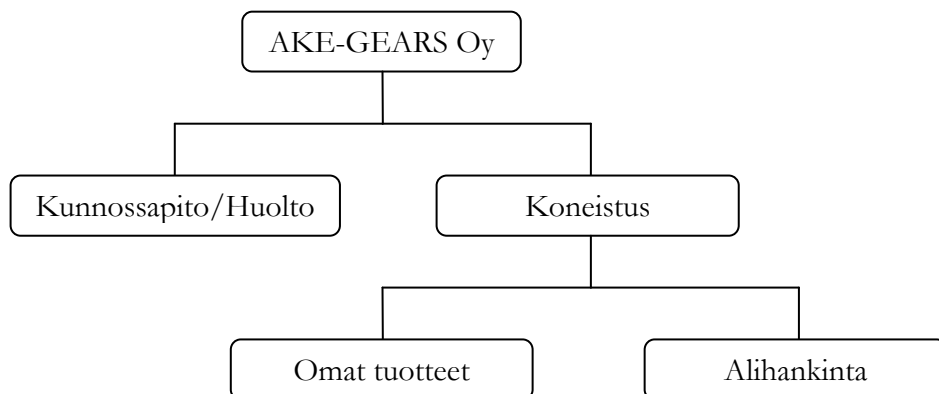 AKE-GEARS Oy
Kunnossapito/Huolto
Koneistus
Omat tuotteet
Alihankinta